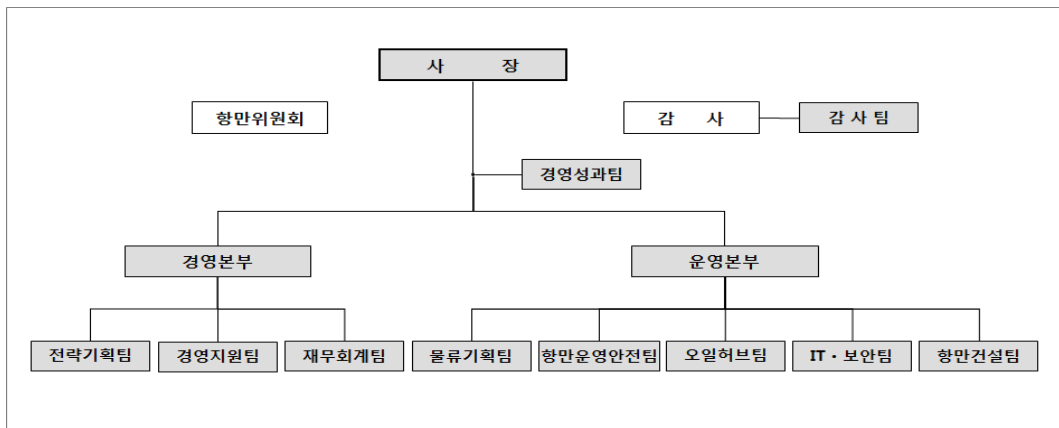 사 장
항만위원회
감 사
감 사 팀
경영성과팀
경영본부
운영본부
전략기획팀
경영지원팀
재무회계팀
물류기획팀
항만운영안전팀
오일허브팀
IT · 보안팀
항만건설팀